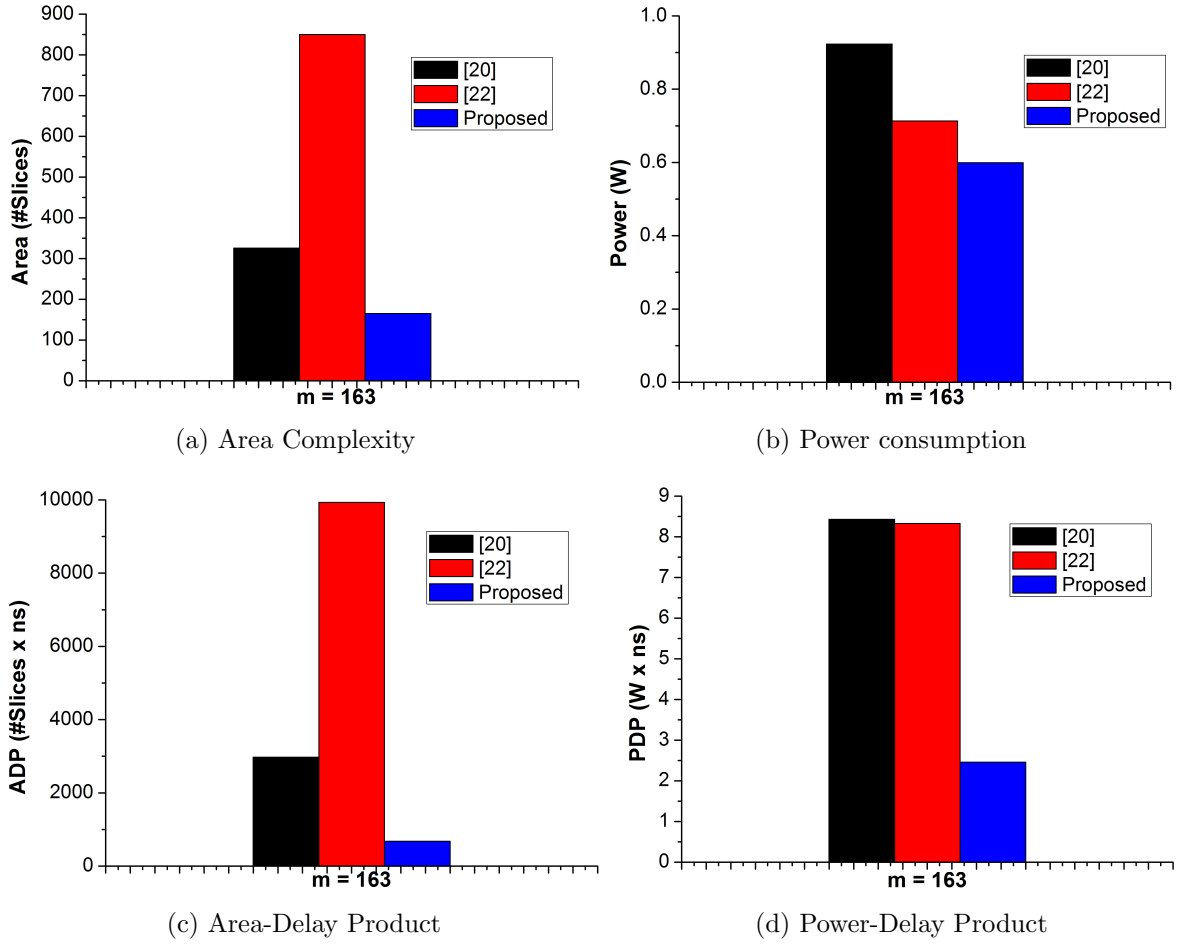 900
800
700
600
500
400
300
200
100
0
Area (#Slices)
[20]
[22]
Proposed
m = 163
(a) Area Complexity
1.0
0.8
0.6
0.4
0.2
0.0
Power (W)
[20]
[22]
Proposed
m = 163
(b) Power consumption
10000
8000
6000
4000
2000
0
ADP (#Slices x ns)
[20]
[22]
Proposed
m = 163
(c) Area-Delay Product
9
8
7
6
5
4
3
2
1
0
PDP (W x ns)
[20]
[22]
Proposed
m = 163
(d) Power-Delay Product